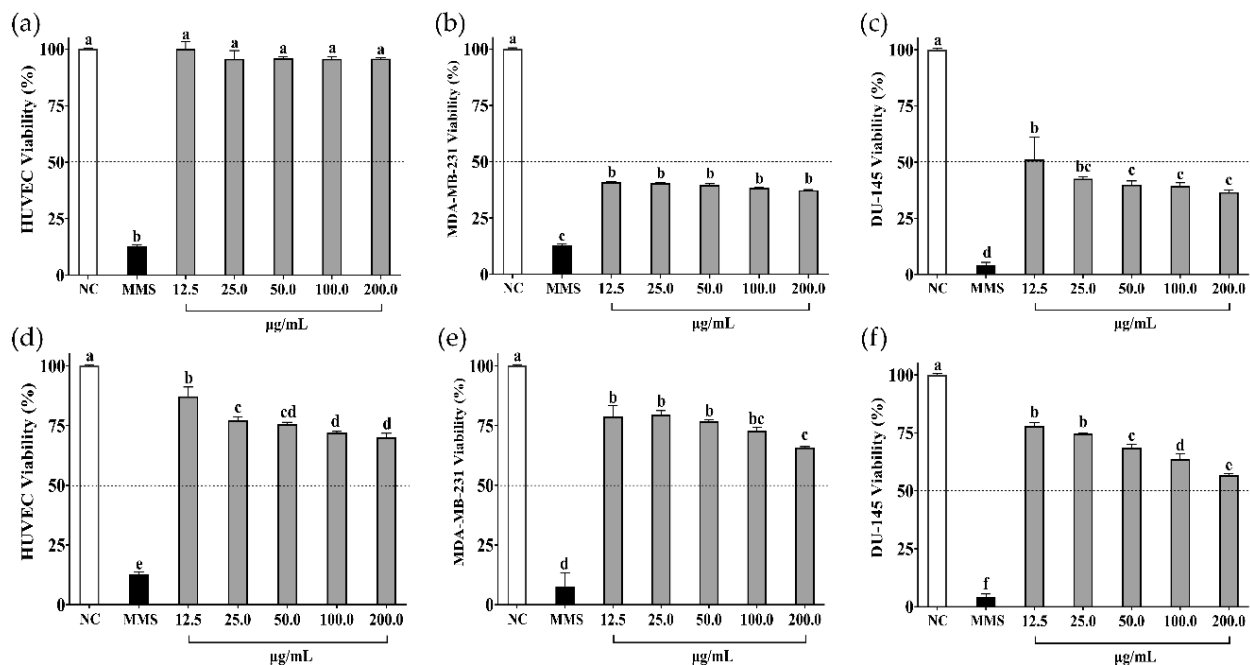 (a)
HUVEC Viability (%)
100
75
50
25
0
a
b
a
a
a
a
a
NC MMS 12.5 25.0 50.0 100.0 200.0
µg/mL
(b)
MDA-MB-231 Viability (%)
100
75
50
25
0
a
c
b
b
b
b
b
NC MMS 12.5 25.0 50.0 100.0 200.0
µg/mL
(c)
DU-145 Viability (%)
100
75
50
25
0
a
d
b
bc
c
c
c
NC MMS 12.5 25.0 50.0 100.0 200.0
µg/mL
(d)
HUVEC Viability (%)
100
75
50
25
0
a
e
b
c
cd
d
d
NC MMS 12.5 25.0 50.0 100.0 200.0
µg/mL
(e)
MDA-MB-231 Viability (%)
100
75
50
25
0
a
d
b
b
b
bc
c
NC MMS 12.5 25.0 50.0 100.0 200.0
µg/mL
(f)
DU-145 Viability (%)
100
75
50
25
0
a
f
b
b
c
d
e
NC MMS 12.5 25.0 50.0 100.0 200.0
µg/mL